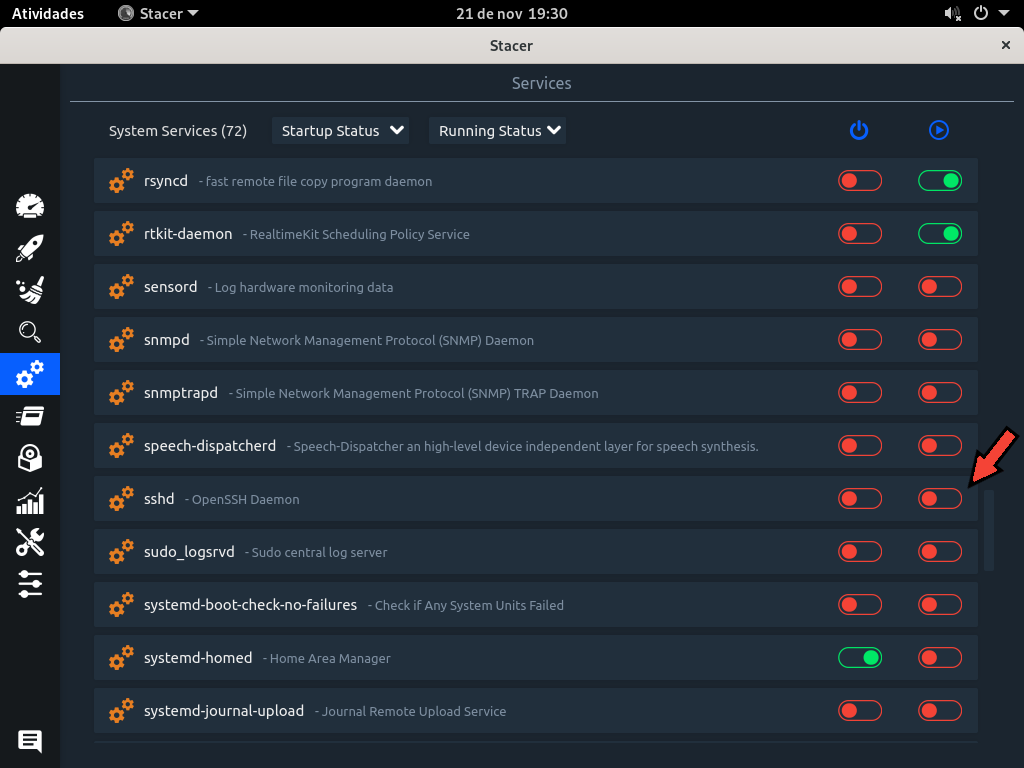 Atividades Stacer 21 de nov 19:30
Stacer
Services
System Services (72) Startup Status Running Status
rsyncd - fast remote file copy program daemon
rtkit-daemon - RealtimeKit Scheduling Policy Service
sensord - Log hardware monitoring data
snmpd - Simple Network Management Protocol (SNMP) Daemon
snmptrapd - Simple Network Management Protocol (SNMP) TRAP Daemon
speech-dispatcherd - Speech-Dispatcher an high-level device independent layer for speech synthesis.
sshd - OpenSSH Daemon
sudo_logsrvd - Sudo central log server
systemd-boot-check-no-failures - Check if Any System Units Failed
systemd-homed - Home Area Manager
systemd-journal-upload - Journal Remote Upload Service